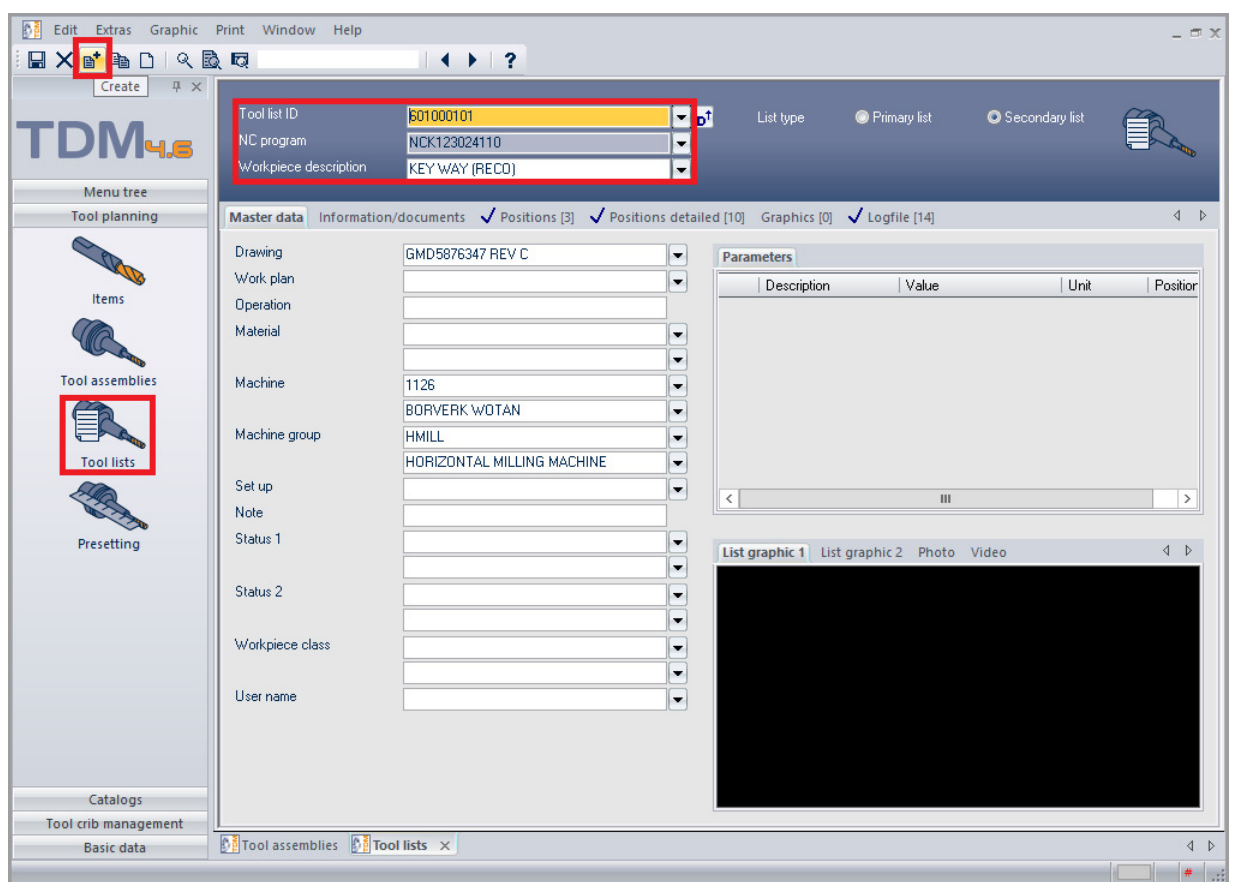 Edit Extras Graphic Print Window Help
Create
TDM4.6
Menu tree
Tool planning
Items
Tool assemblies
Tool lists
Presetting
Catalogs
Tool crib management
Basic data
Tool list ID 601000101 List type Primary list Secondary list
NC program NCK123024110
Workpiece description KEY WAY (RECO)
Master data Information/documents Positions [3] Positions detailed [10] Graphics [0] Logfile [14]
Drawing GMD5876347 REV C
Work plan
Operation
Material
Machine 1126
BORVERK WOTAN
Machine group HMILL
HORIZONTAL MILLING MACHINE
Set up
Note
Status 1
Status 2
Workpiece class
User name
Parameters
Description Value Unit Position
List graphic 1 List graphic 2 Photo Video
Tool assemblies Tool lists